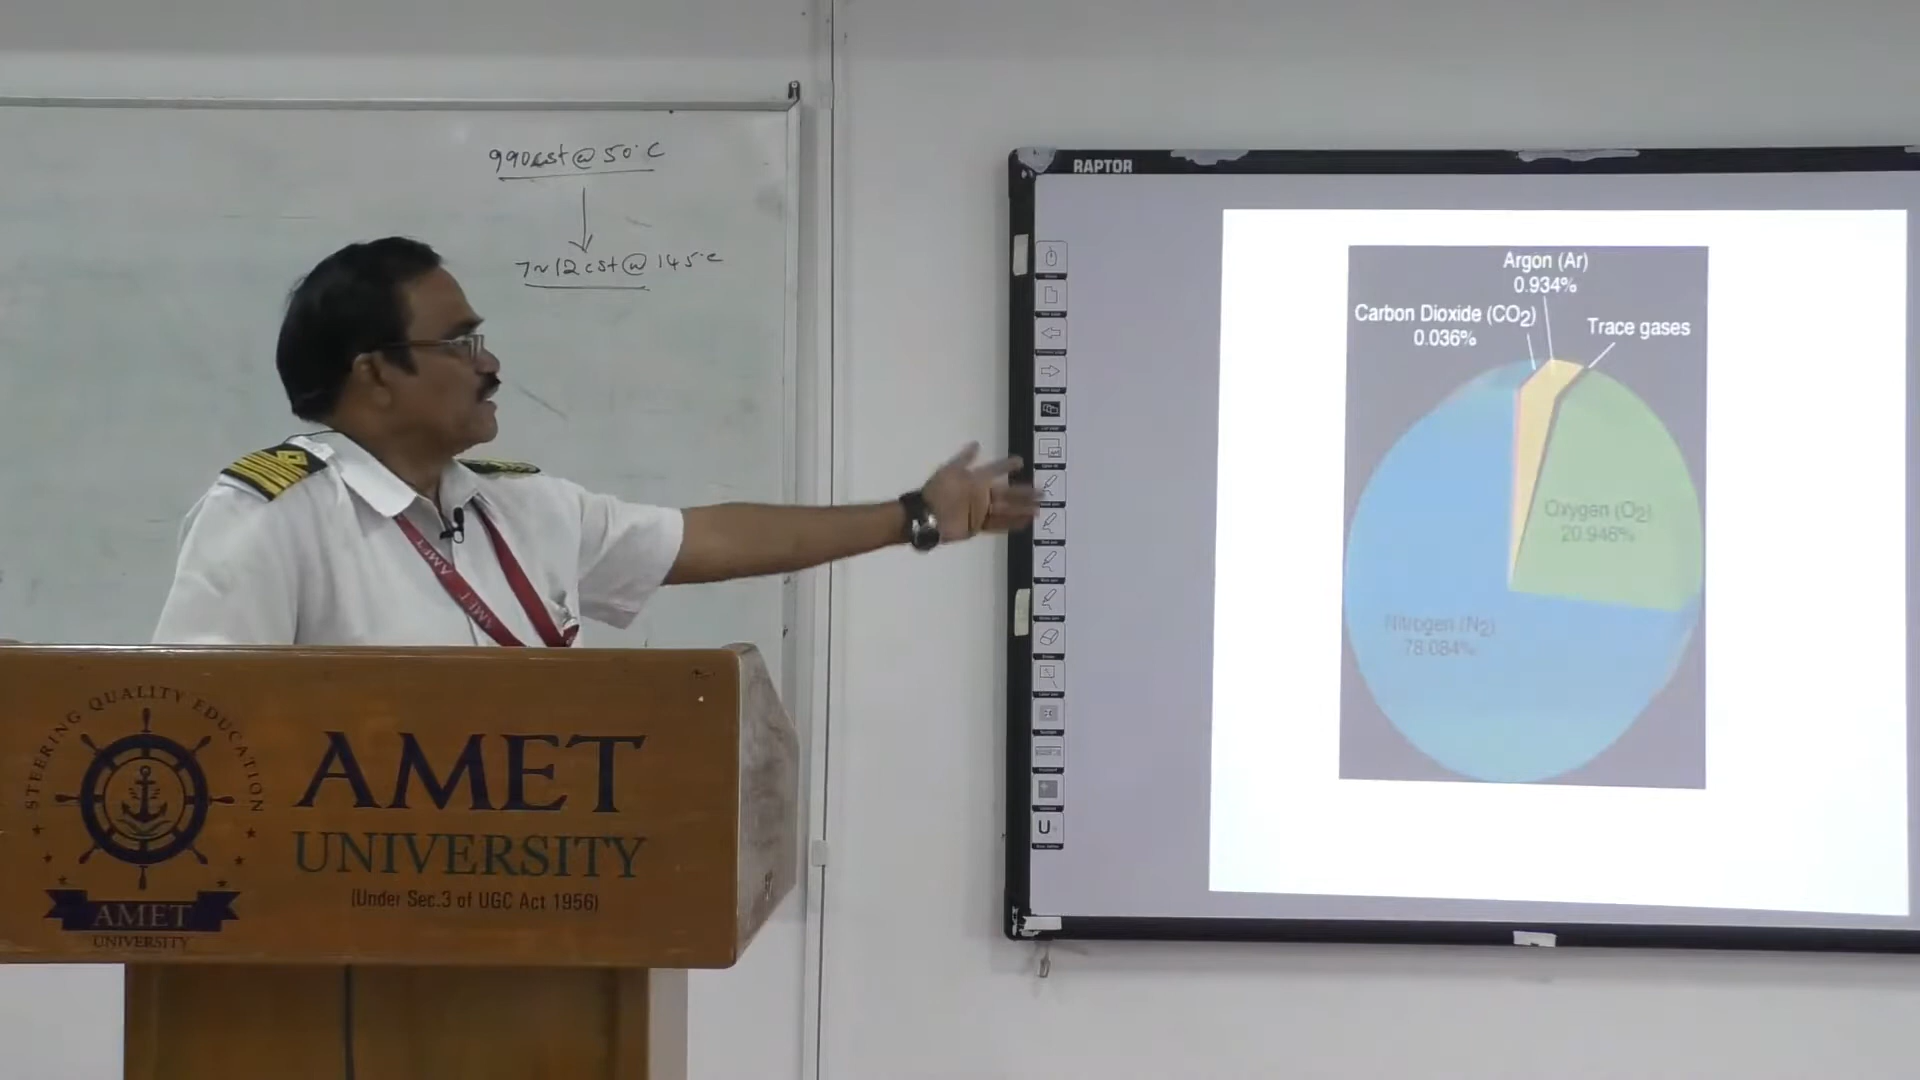 990cst@50°C
7~12cst@145°C
RAPTOR
Argon (Ar)
0.934%
Carbon Dioxide (CO2)
0.036%
Trace gases
Oxygen (O2)
20.946%
Nitrogen (N2)
78.084%
U
AMET
AMET
STEERING QUALITY EDUCATION
AMET
UNIVERSITY
AMET
UNIVERSITY
(Under Sec.3 of UGC Act 1956)